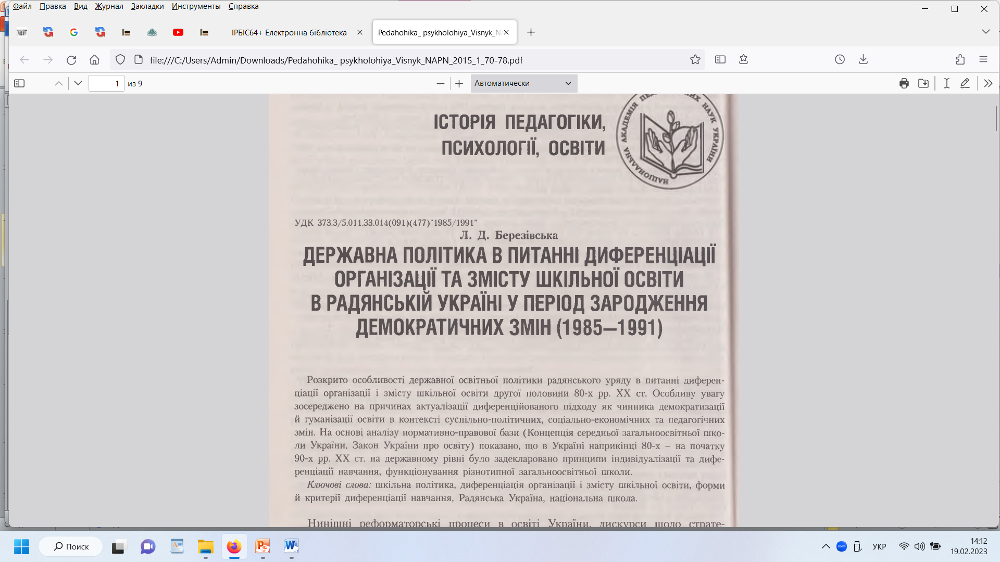 Файл Правка Вид Журнал Закладки Инструменты Справка
ІРБІС64+ Електронна бібліотека
Pedahohika_ psykholohiya_Visnyk_N
file:///C:/Users/Admin/Downloads/Pedahohika_ psykholohiya_Visnyk_NAPN_2015_1_70-78.pdf
1 из 9
Автоматически
ІСТОРІЯ ПЕДАГОГІКИ,
ПСИХОЛОГІЇ, ОСВІТИ
НАЦІОНАЛЬНА АКАДЕМІЯ НАУК УКРАЇНИ
УДК 373.3/5.011.33.014(091)(477)"1985/1991"
Л. Д. Березівська
ДЕРЖАВНА ПОЛІТИКА В ПИТАННІ ДИФЕРЕНЦІАЦІЇ
ОРГАНІЗАЦІЇ ТА ЗМІСТУ ШКІЛЬНОЇ ОСВІТИ
В РАДЯНСЬКІЙ УКРАЇНІ У ПЕРІОД ЗАРОДЖЕННЯ
ДЕМОКРАТИЧНИХ ЗМІН (1985—1991)
Розкрито особливості державної освітньої політики радянського уряду в питанні диферен-
ціації організації і змісту шкільної освіти другої половини 80-х рр. ХХ ст. Особливу увагу
зосереджено на причинах актуалізації диференційованого підходу як чинника демократизації
й гуманізації освіти в контексті суспільно-політичних, соціально-економічних та педагогічних
змін. На основі аналізу нормативно-правової бази (Концепція середньої загальноосвітньої шко-
ли України, Закон України про освіту) показано, що в Україні наприкінці 80-х – на початку
90-х рр. ХХ ст. на державному рівні було задекларовано принципи індивідуалізації та дифе-
ренціації навчання, функціонування різнотипної загальноосвітньої школи.
Ключові слова: шкільна політика, диференціація організації і змісту шкільної освіти, форми
й критерії диференціації навчання, Радянська Україна, національна школа.
Нинішні реформаторські процеси в освіті України, дискурси щодо страте-
Поиск
zoom
УКР
14:12
19.02.2023